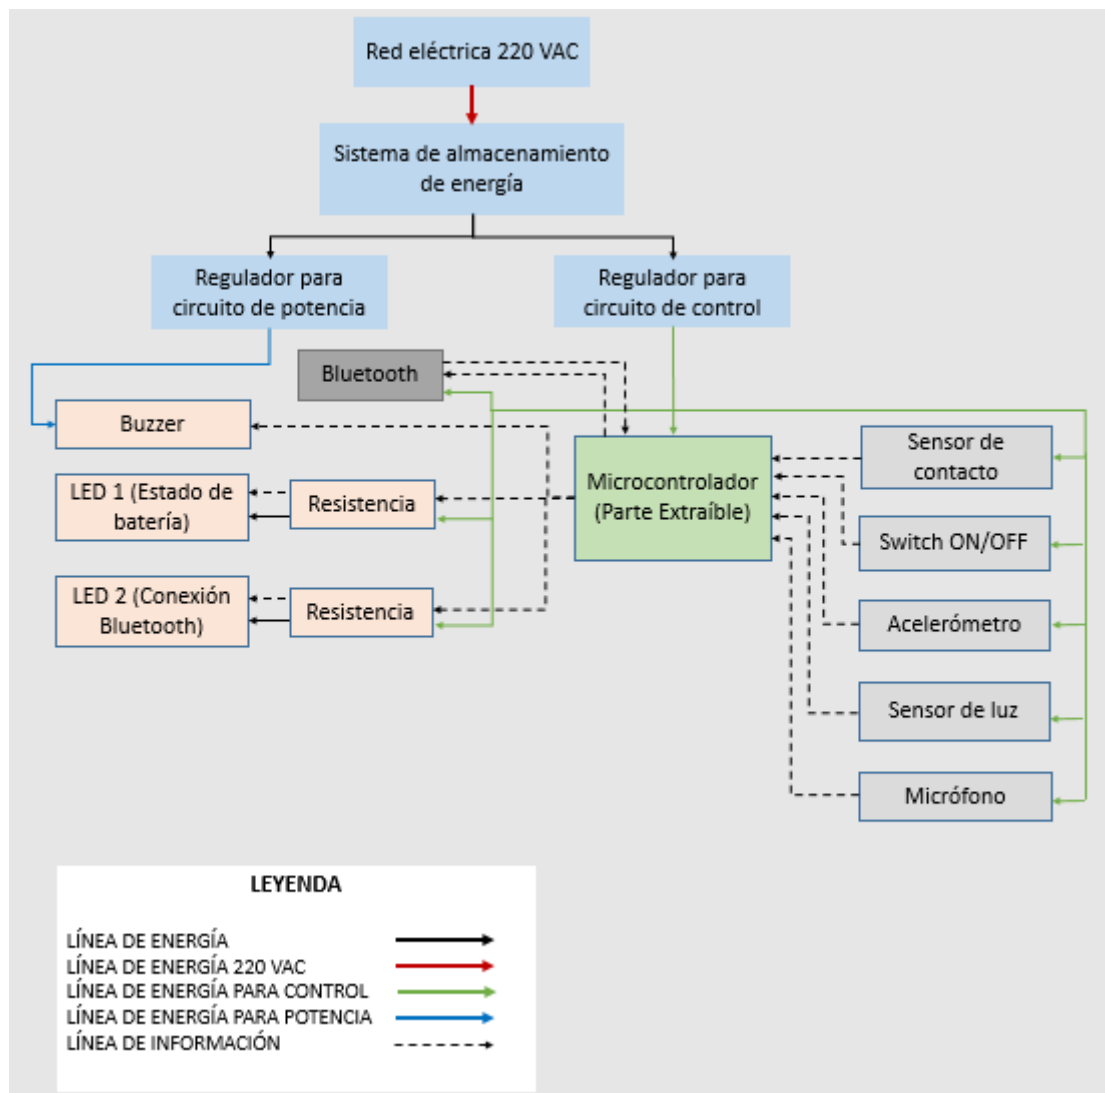 Red eléctrica 220 VAC
Sistema de almacenamiento
de energía
Regulador para
circuito de potencia
Regulador para
circuito de control
Bluetooth
Buzzer
LED 1 (Estado de
batería)
Resistencia
LED 2 (Conexión
Bluetooth)
Resistencia
Microcontrolador
(Parte Extraíble)
Sensor de
contacto
Switch ON/OFF
Acelerómetro
Sensor de luz
Micrófono
LEYENDA
LÍNEA DE ENERGÍA
LÍNEA DE ENERGÍA 220 VAC
LÍNEA DE ENERGÍA PARA CONTROL
LÍNEA DE ENERGÍA PARA POTENCIA
LÍNEA DE INFORMACIÓN